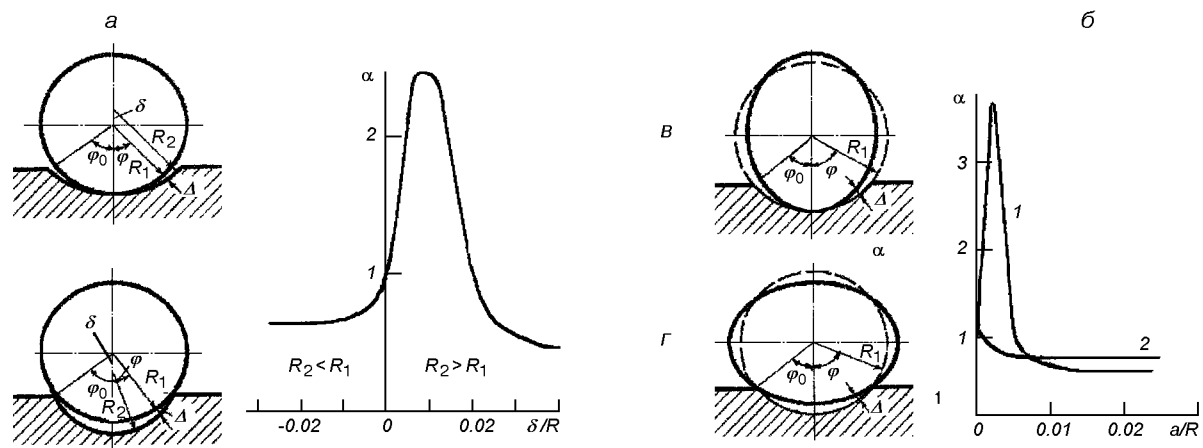 а
δ
R₂
φ₀
φ
R₁
Δ
δ
φ
φ₀
R₁
R₂
Δ
α
2
1
R₂<R₁
R₂>R₁
-0.02
0
0.02
δ/R
б
в
φ₀
φ
R₁
Δ
α
г
φ₀
φ
R₁
Δ
1
α
3
2
1
1
2
0
0.01
0.02
a/R